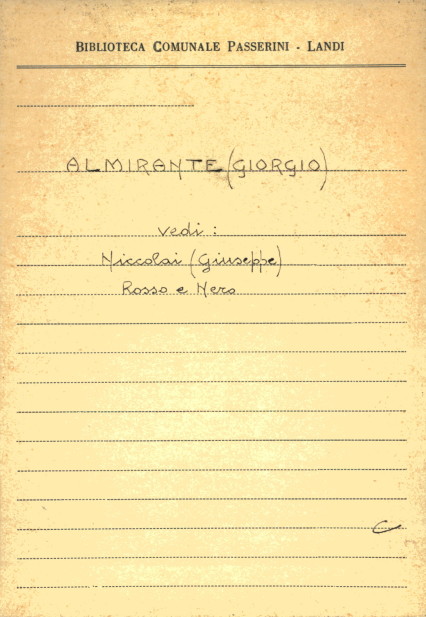 BIBLIOTECA COMUNALE PASSERINI - LANDI
ALMIRANTE (GIORGIO)
vedi :
Niccolai (Giuseppe)
Rosso e Nero
C